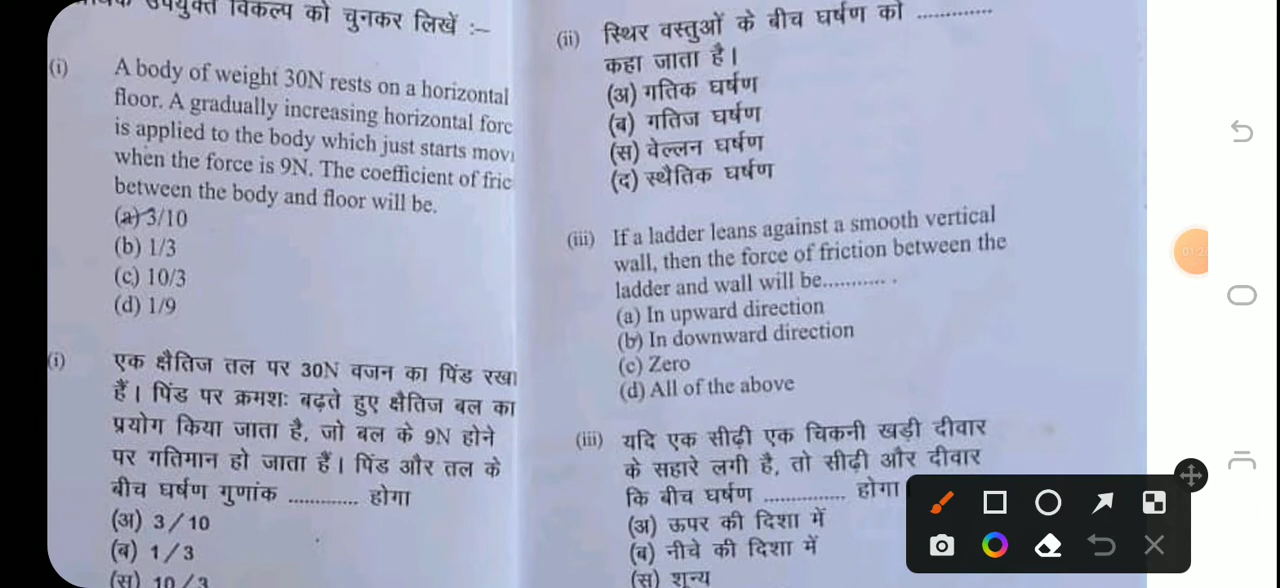 उपयुक्त विकल्प को चुनकर लिखें :–
(i) A body of weight 30N rests on a horizontal
floor. A gradually increasing horizontal forc
is applied to the body which just starts mov
when the force is 9N. The coefficient of fric
between the body and floor will be.
(a) 3/10
(b) 1/3
(c) 10/3
(d) 1/9
(i) एक क्षैतिज तल पर 30N वजन का पिंड रखा
हैं। पिंड पर क्रमशः बढ़ते हुए क्षैतिज बल का
प्रयोग किया जाता है, जो बल के 9N होने
पर गतिमान हो जाता हैं। पिंड और तल के
बीच घर्षण गुणांक ............ होगा
(अ) 3/10
(ब) 1/3
(स) 10/3
(ii) स्थिर वस्तुओं के बीच घर्षण को .............
कहा जाता है।
(अ) गतिक घर्षण
(ब) गतिज घर्षण
(स) वेल्लन घर्षण
(द) स्थैतिक घर्षण
(iii) If a ladder leans against a smooth vertical
wall, then the force of friction between the
ladder and wall will be........... .
(a) In upward direction
(b) In downward direction
(c) Zero
(d) All of the above
(iii) यदि एक सीढ़ी एक चिकनी खड़ी दीवार
के सहारे लगी है, तो सीढ़ी और दीवार
कि बीच घर्षण ............... होगा
(अ) ऊपर की दिशा में
(ब) नीचे की दिशा में
(स) शून्य